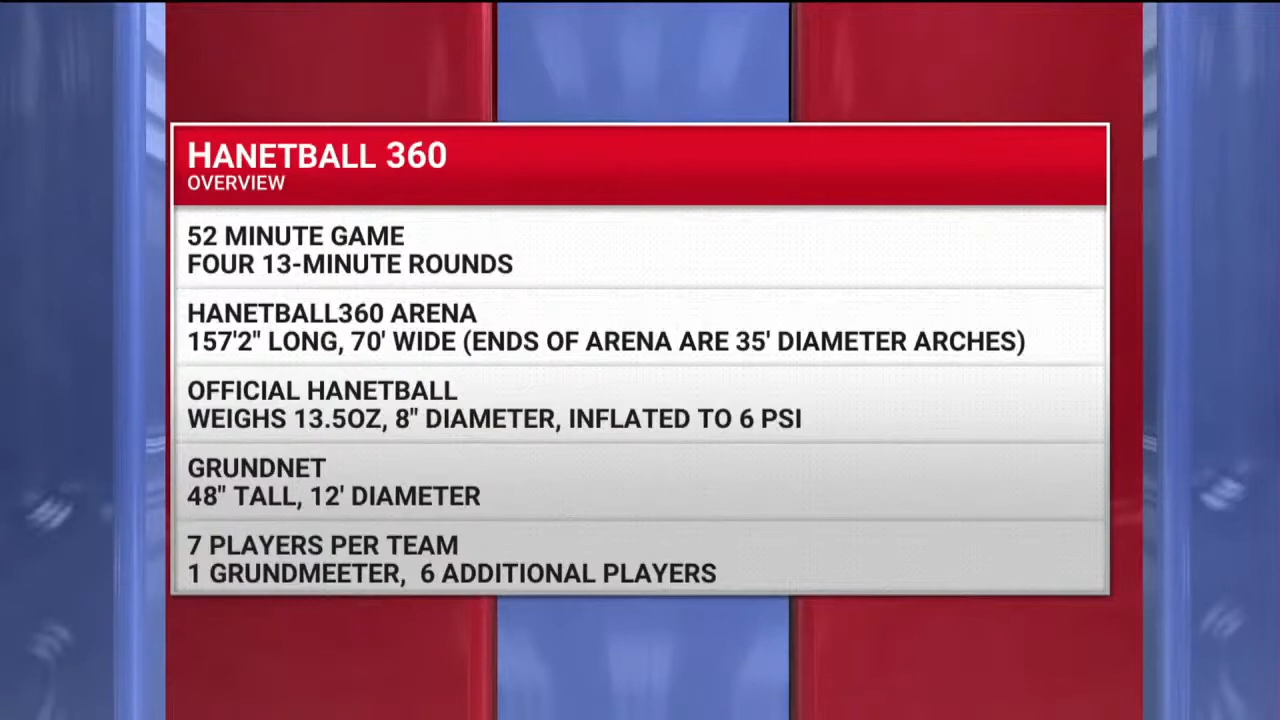 HANETBALL 360
OVERVIEW
52 MINUTE GAME
FOUR 13-MINUTE ROUNDS
HANETBALL360 ARENA
157'2" LONG, 70' WIDE (ENDS OF ARENA ARE 35' DIAMETER ARCHES)
OFFICIAL HANETBALL
WEIGHS 13.5OZ, 8" DIAMETER, INFLATED TO 6 PSI
GRUNDNET
48" TALL, 12' DIAMETER
7 PLAYERS PER TEAM
1 GRUNDMEETER,  6 ADDITIONAL PLAYERS